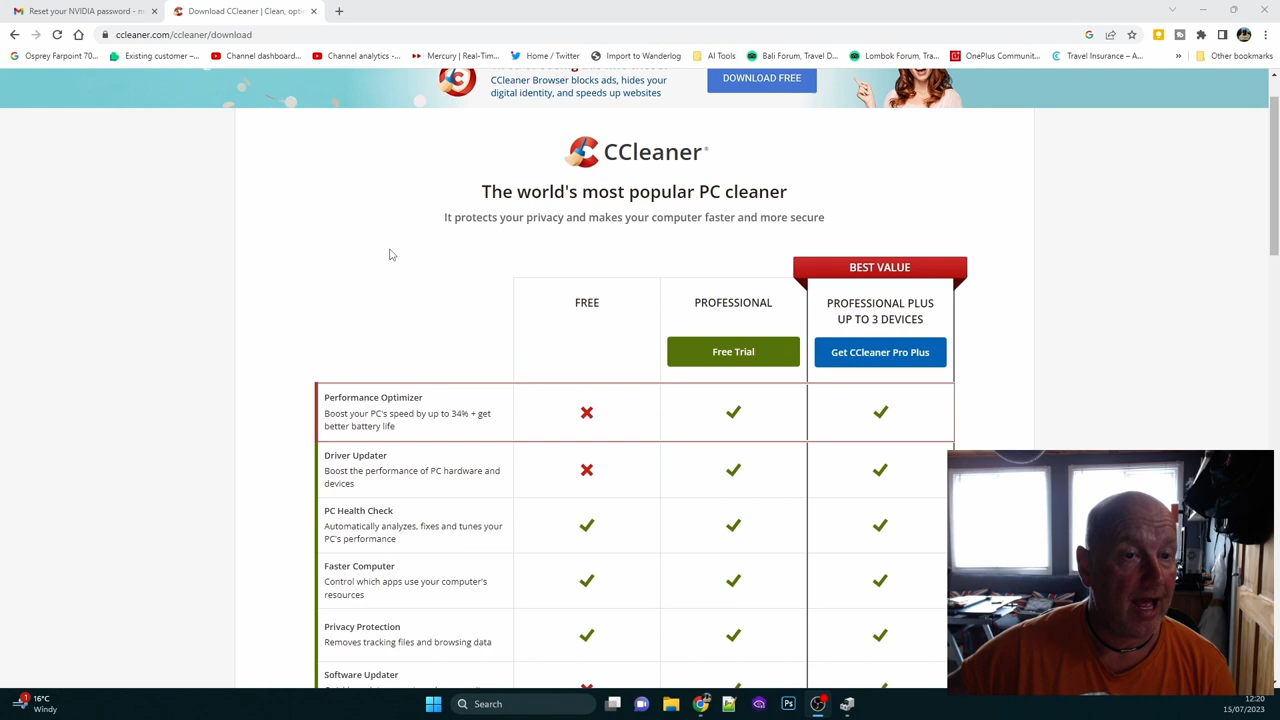 Reset your NVIDIA password - m
Download CCleaner | Clean, opti
ccleaner.com/ccleaner/download
Osprey Farpoint 70...
Existing customer –...
Channel dashboard...
Channel analytics -...
Mercury | Real-Tim...
Home / Twitter
Import to Wanderlog
AI Tools
Bali Forum, Travel D...
Lombok Forum, Tra...
OnePlus Communit...
Travel Insurance – A...
Other bookmarks
CCleaner Browser blocks ads, hides your
digital identity, and speeds up websites
DOWNLOAD FREE
CCleaner®
The world's most popular PC cleaner
It protects your privacy and makes your computer faster and more secure
BEST VALUE
FREE
PROFESSIONAL
PROFESSIONAL PLUS
UP TO 3 DEVICES
Free Trial
Get CCleaner Pro Plus
Performance Optimizer
Boost your PC's speed by up to 34% + get
better battery life
Driver Updater
Boost the performance of PC hardware and
devices
PC Health Check
Automatically analyzes, fixes and tunes your
PC's performance
Faster Computer
Control which apps use your computer's
resources
Privacy Protection
Removes tracking files and browsing data
Software Updater
1
16°C
Windy
Search
Ps
12:20
15/07/2023